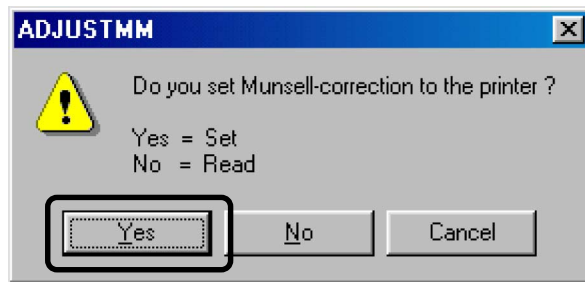 ADJUSTMM
Do you set Munsell-correction to the printer ?
Yes = Set
No = Read
Yes No Cancel